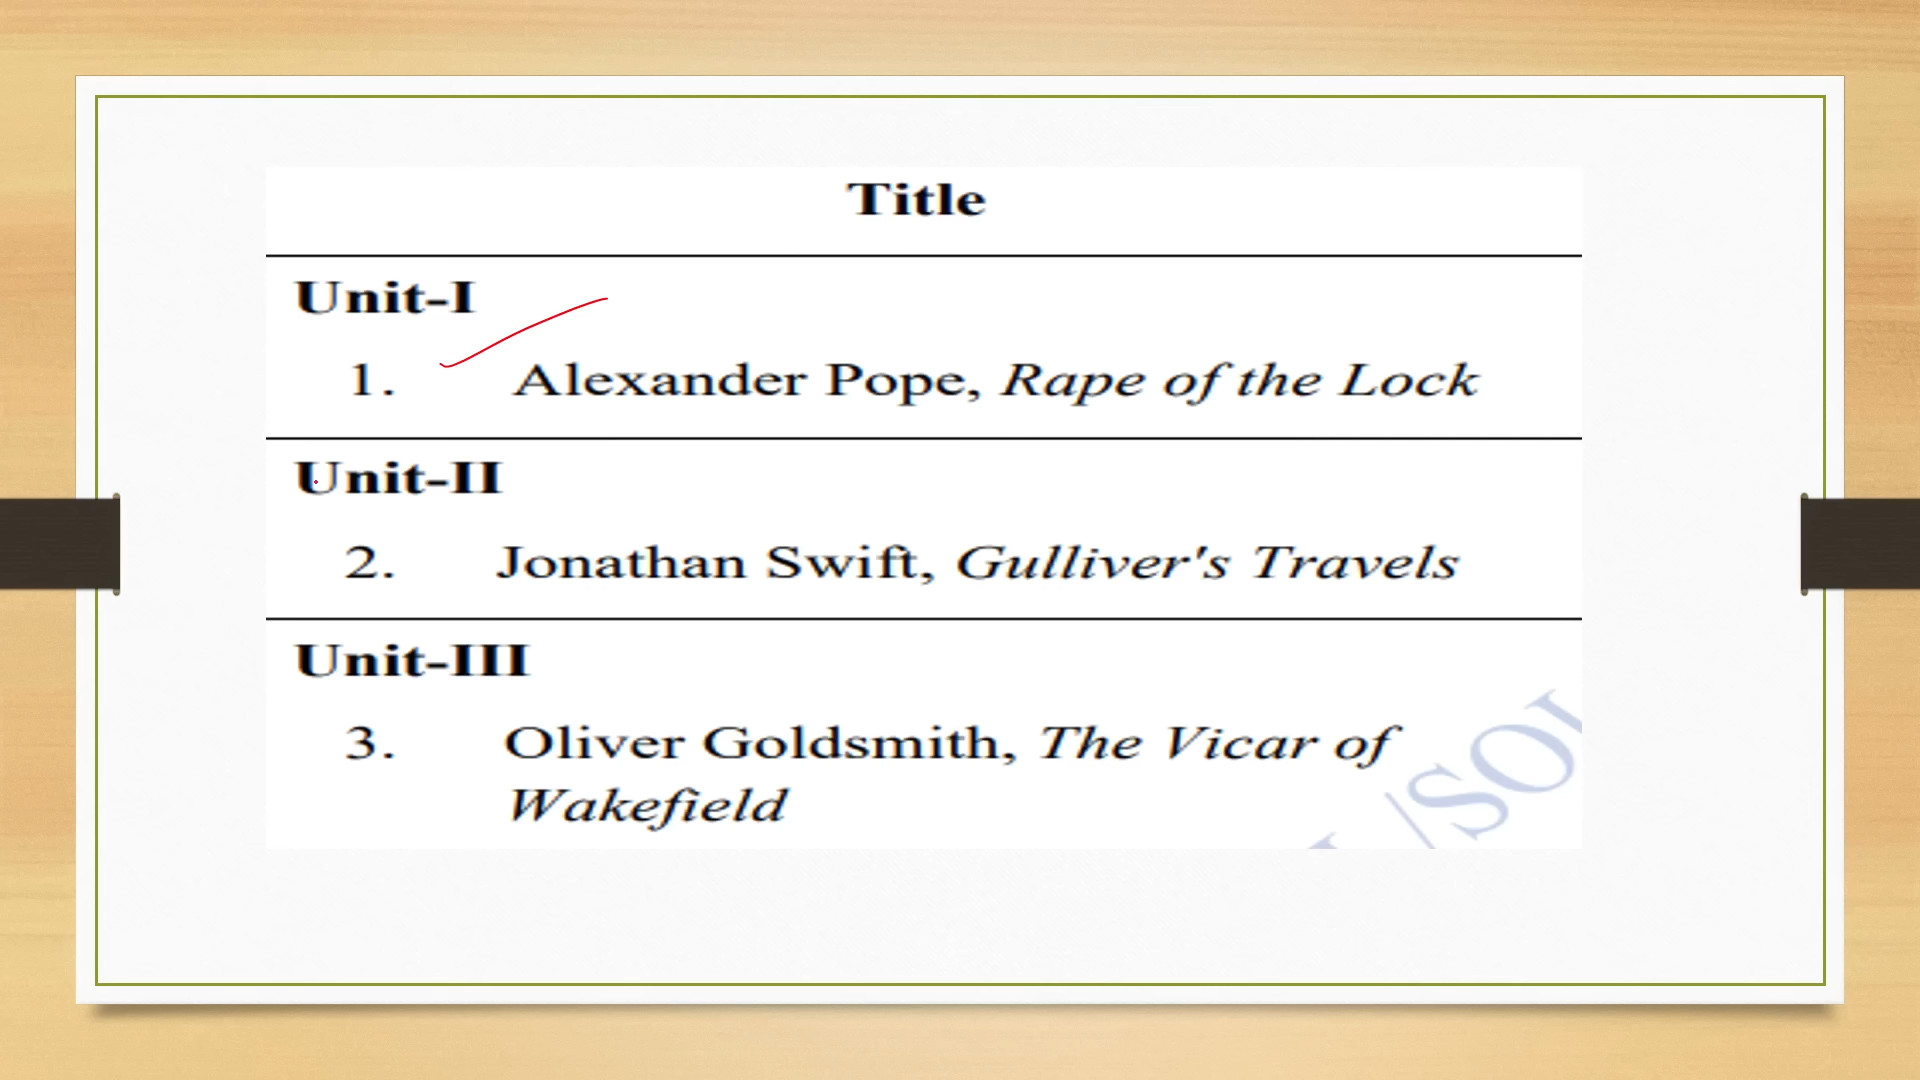 Title
Unit-I
1. Alexander Pope, Rape of the Lock
Unit-II
2. Jonathan Swift, Gulliver's Travels
Unit-III
3. Oliver Goldsmith, The Vicar of
Wakefield